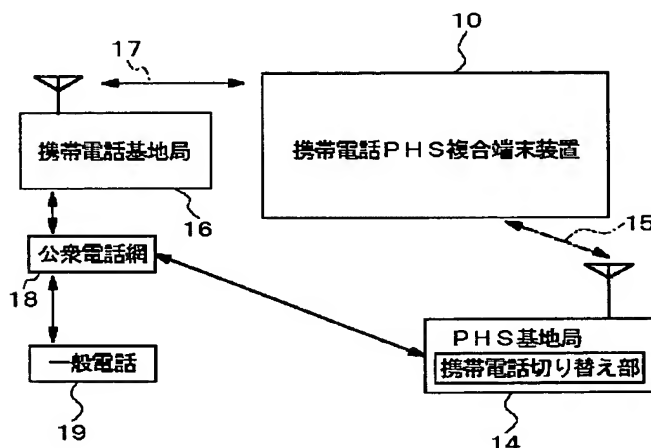 17
10
携帯電話基地局
携帯電話PHS複合端末装置
16
15
公衆電話網
18
PHS基地局
一般電話
携帯電話切り替え部
19
14